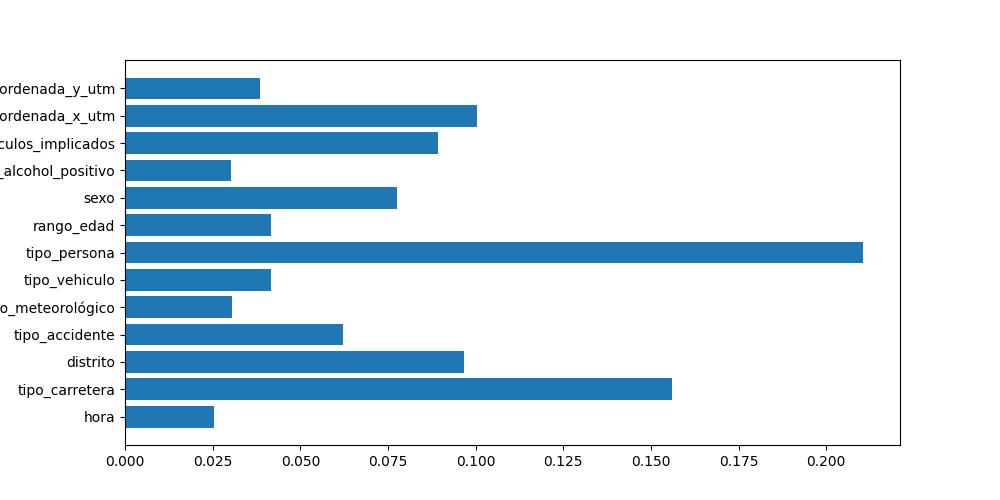 ordenada_y_utm
ordenada_x_utm
culos_implicados
_alcohol_positivo
sexo
rango_edad
tipo_persona
tipo_vehiculo
o_meteorológico
tipo_accidente
distrito
tipo_carretera
hora
0.000 0.025 0.050 0.075 0.100 0.125 0.150 0.175 0.200